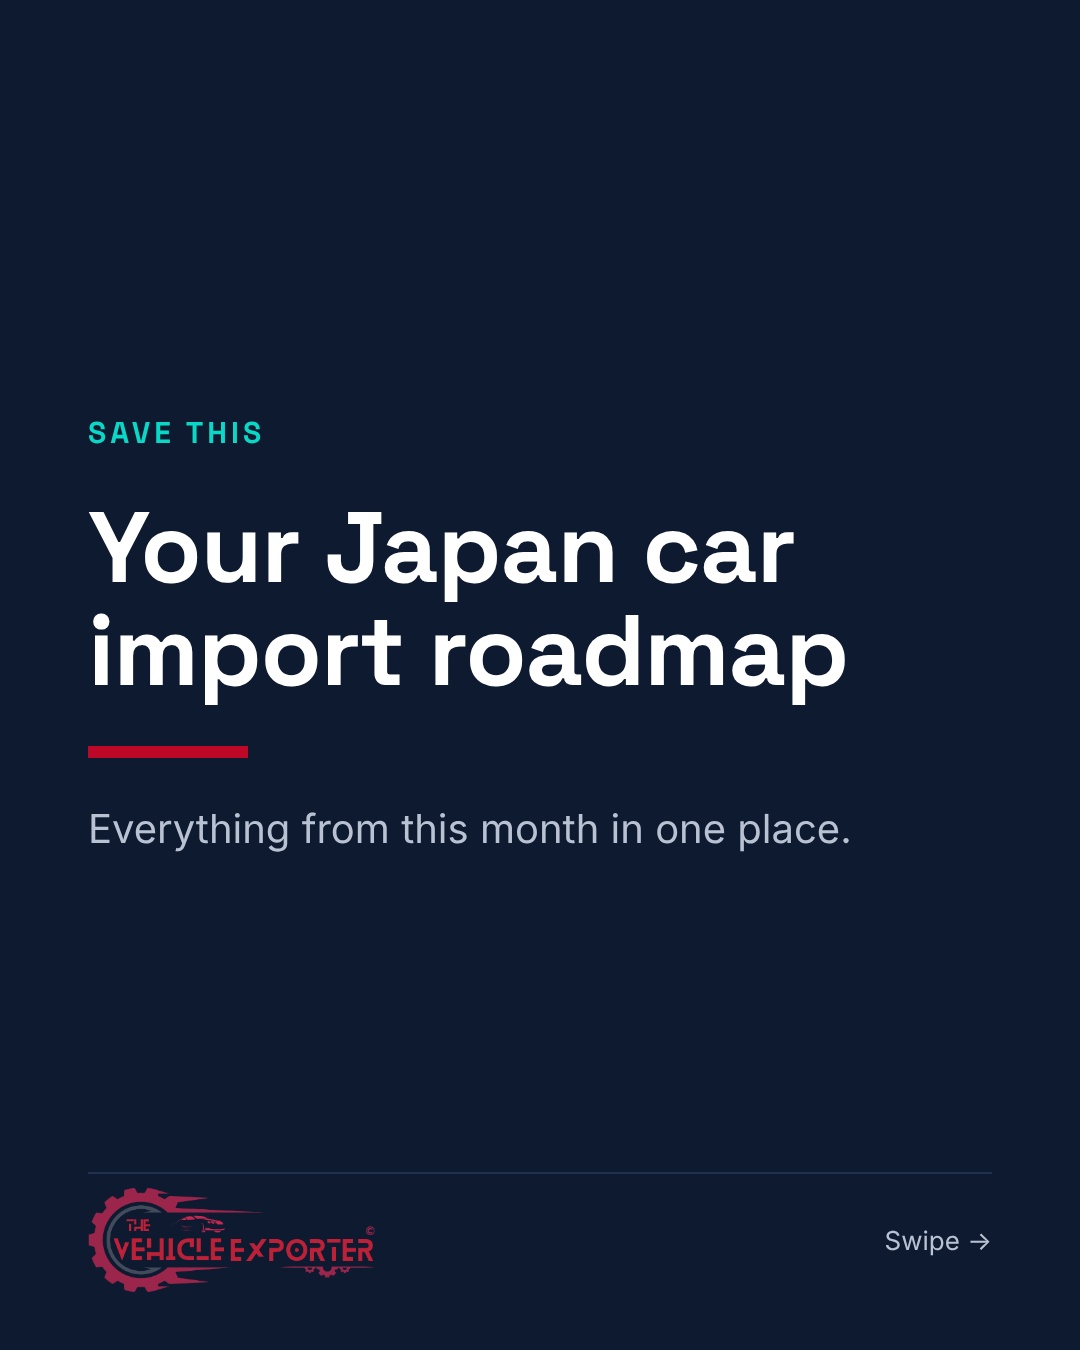 SAVE THIS
Your Japan car
import roadmap
Everything from this month in one place.
THE
VEHICLE EXPORTER
©
Swipe →